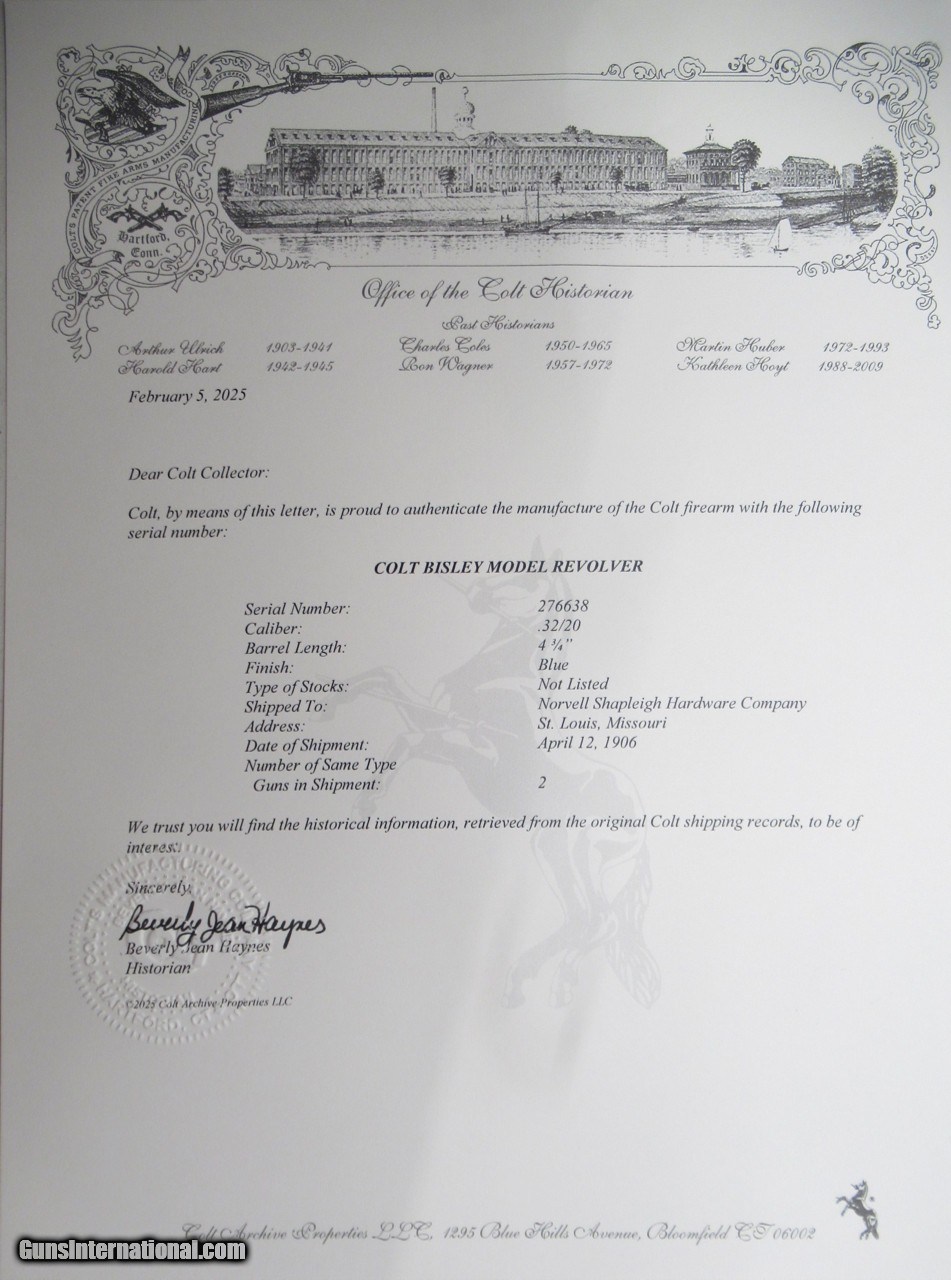 COLT'S PATENT FIRE ARMS MANUFACTURING
Hartford,
Conn.
Office of the Colt Historian
Past Historians
Arthur Ulrich 1903-1941 Charles Coles 1950-1965 Martin Huber 1972-1993
Harold Hart 1942-1945 Ron Wagner 1957-1972 Kathleen Hoyt 1988-2009
February 5, 2025
Dear Colt Collector:
Colt, by means of this letter, is proud to authenticate the manufacture of the Colt firearm with the following
serial number:
COLT BISLEY MODEL REVOLVER
Serial Number: 276638
Caliber: .32/20
Barrel Length: 4 ¾”
Finish: Blue
Type of Stocks: Not Listed
Shipped To: Norvell Shapleigh Hardware Company
Address: St. Louis, Missouri
Date of Shipment: April 12, 1906
Number of Same Type
Guns in Shipment: 2
We trust you will find the historical information, retrieved from the original Colt shipping records, to be of
interest.
Sincerely,
Beverly Jean Haynes
Beverly Jean Haynes
Historian
©2025 Colt Archive Properties LLC
Colt Archive Properties LLC, 1295 Blue Hills Avenue, Bloomfield CT 06002
GunsInternational.com